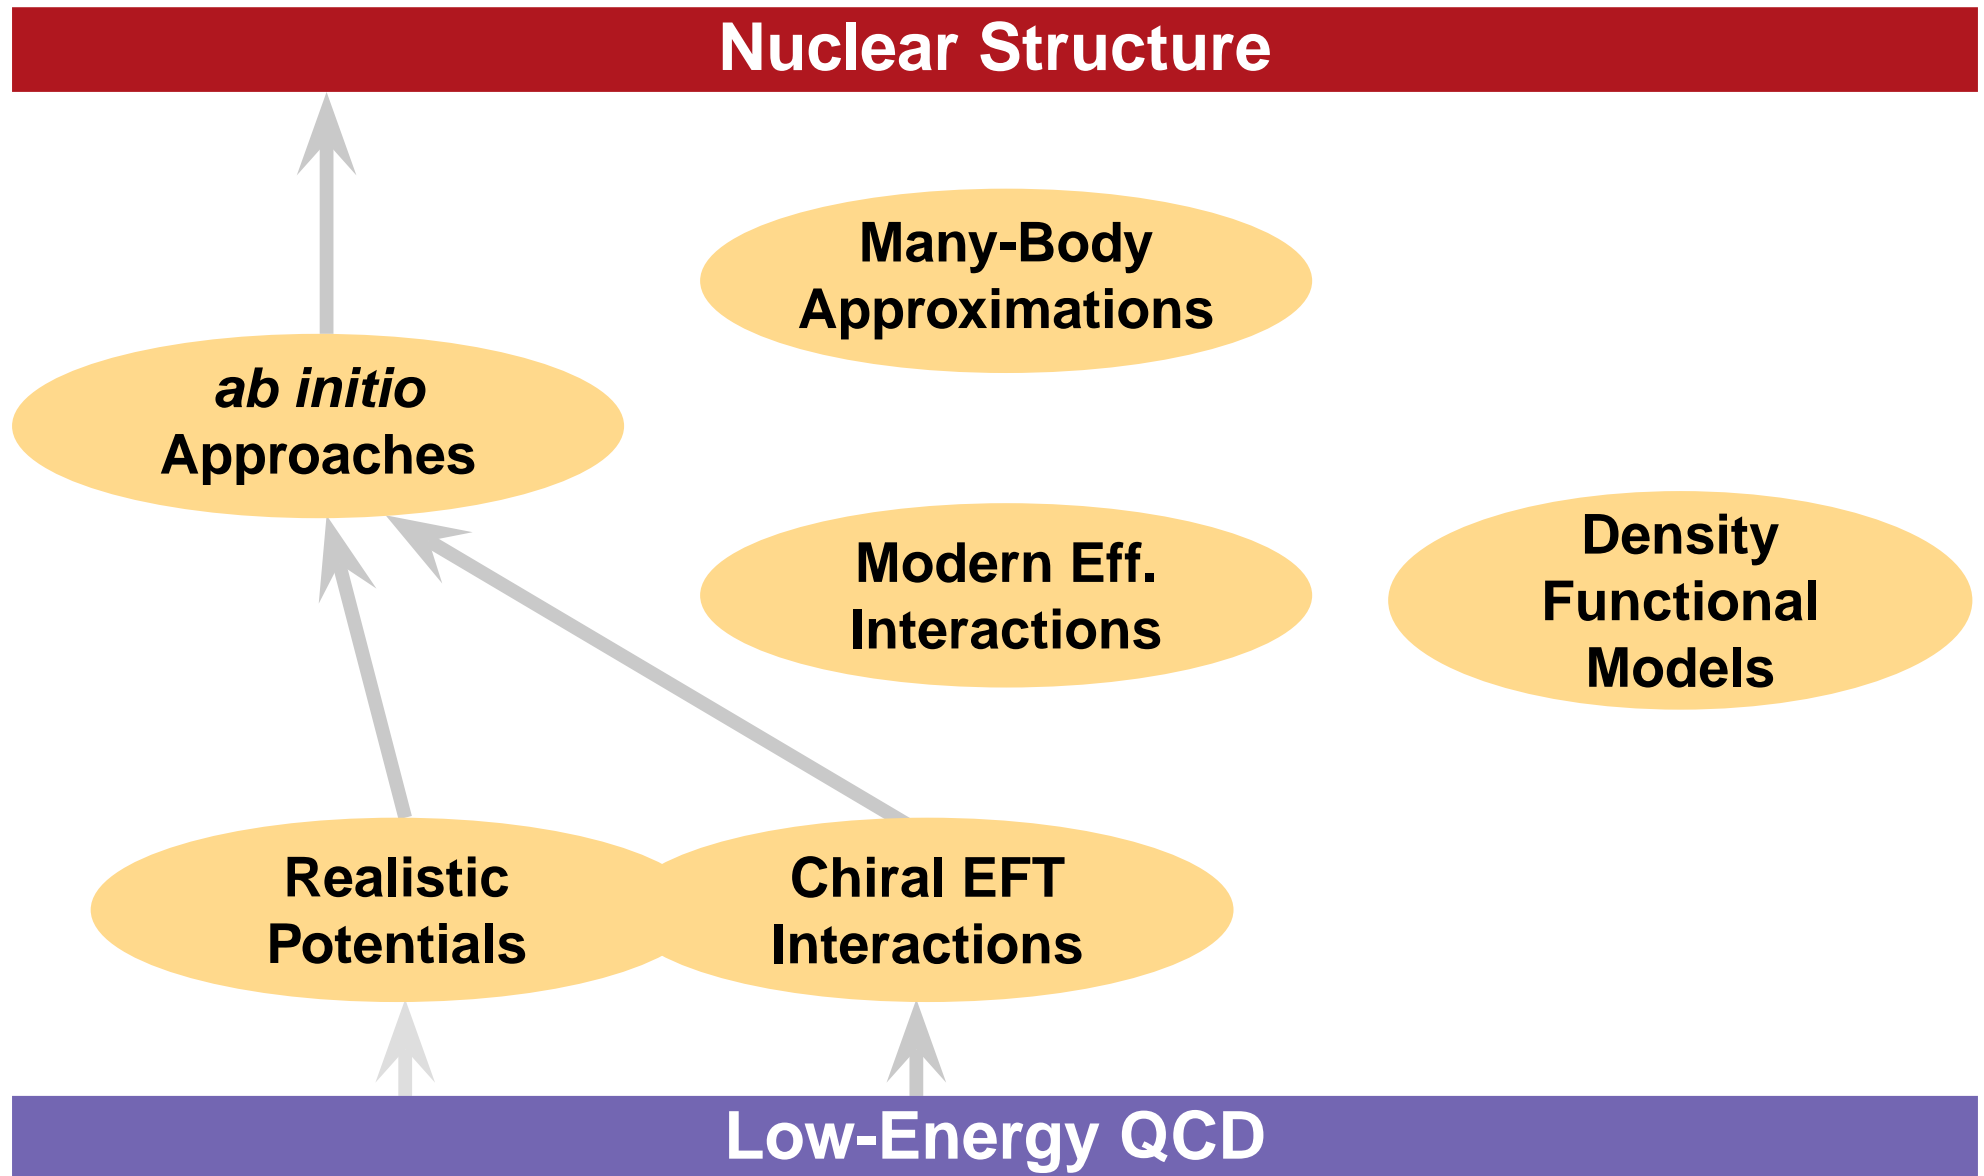 Nuclear Structure
Many-Body
Approximations
ab initio
Approaches
Modern Eff.
Interactions
Density
Functional
Models
Realistic
Potentials
Chiral EFT
Interactions
Low-Energy QCD